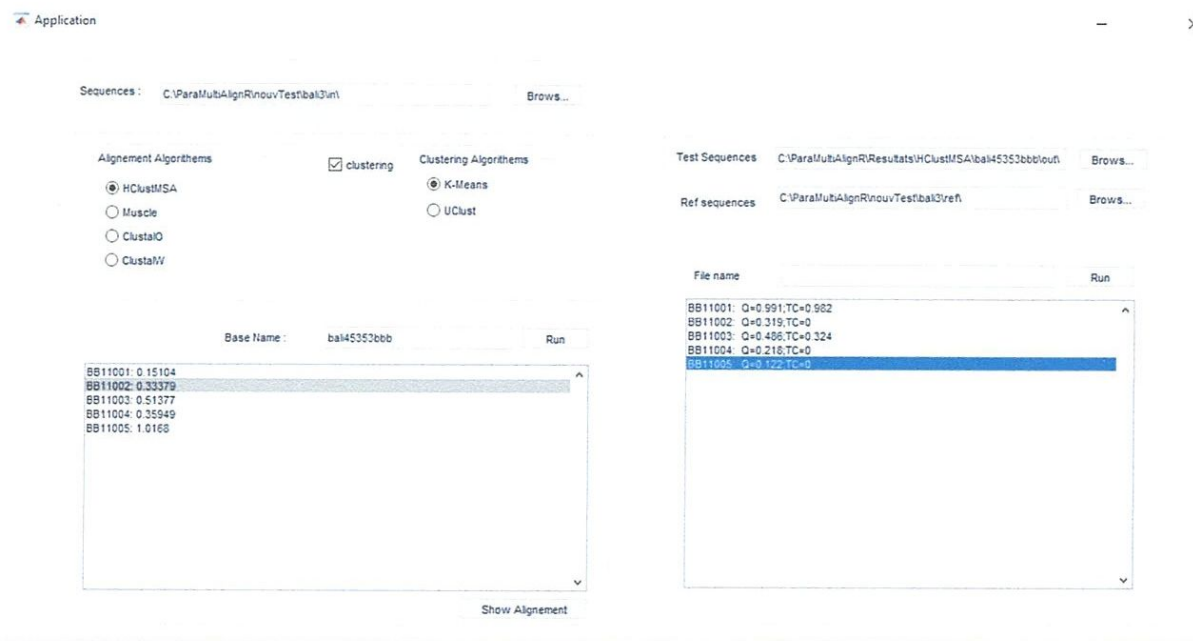 Application
Sequences :
C:\ParaMultiAlignR\nouvTest\bali3\in\
Brows...
Alignement Algorithems
HClustMSA
Muscle
ClustalO
ClustalW
clustering
Clustering Algorithems
K-Means
UClust
Base Name :
bali45353bbb
Run
BB11001: 0.15104
BB11002: 0.33379
BB11003: 0.51377
BB11004: 0.35949
BB11005: 1.0168
Show Alignement
Test Sequences
C:\ParaMultiAlignR\Resultats\HClustMSA\bali45353bbb\out\
Brows...
Ref sequences
C:\ParaMultiAlignR\nouvTest\bali3\ref\
Brows...
File name
Run
BB11001: Q=0.991;TC=0.982
BB11002: Q=0.319;TC=0
BB11003: Q=0.486;TC=0.324
BB11004: Q=0.218;TC=0
BB11005: Q=0.122;TC=0